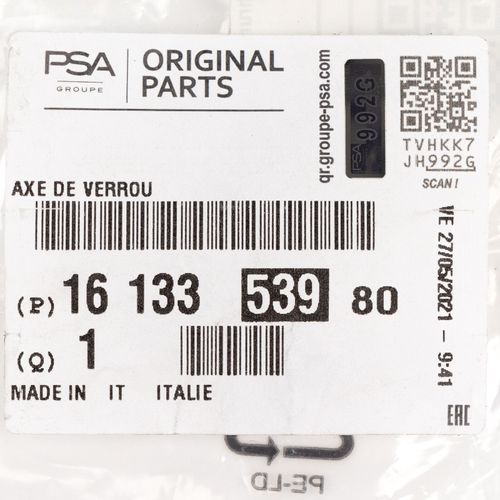 PSA
GROUPE
ORIGINAL
PARTS
qr.groupe-psa.com
PSA 992G
TVHKK7
JH992G
SCAN !
AXE DE VERROU
VE 27/05/2021 - 9:41
(P) 16 133 539 80
(Q) 1
MADE IN IT ITALIE
EAC
PE-LD